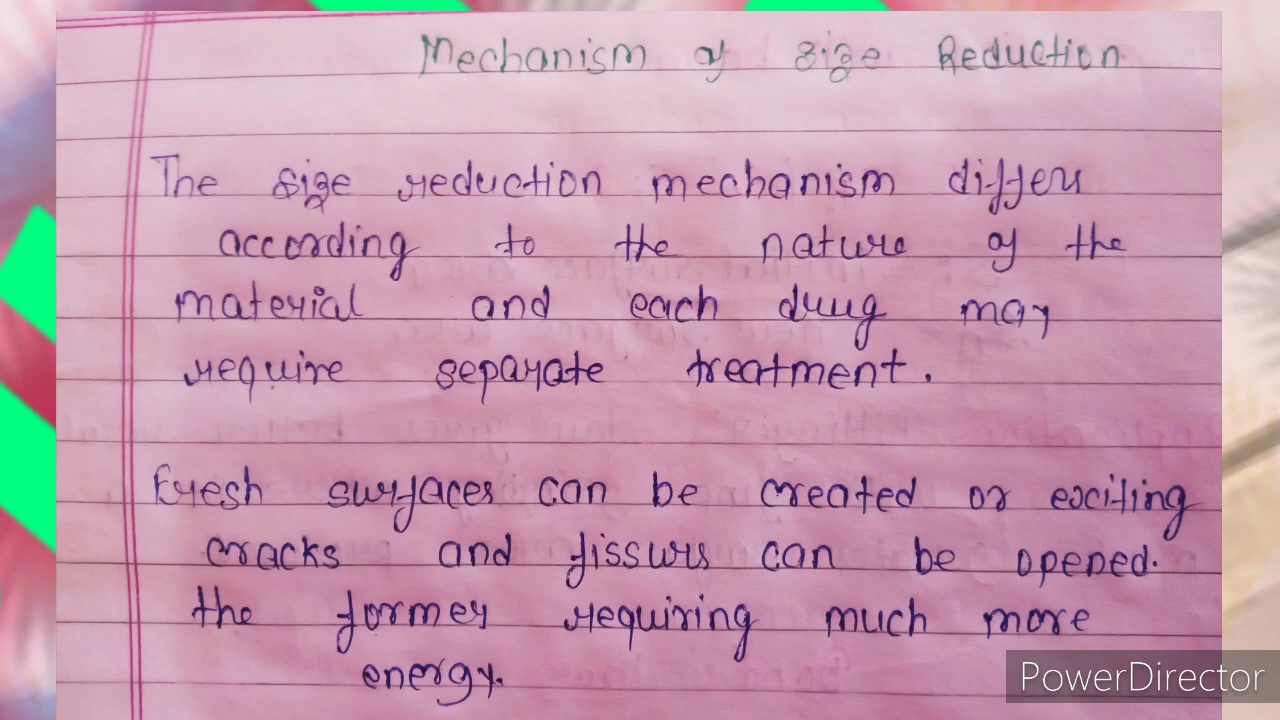 Mechanism of size Reduction
The size reduction mechanism differ
according to the nature of the
material and each drug may
require separate treatment.
Fresh surfaces can be created or exciting
cracks and fissurs can be opened.
the former requiring much more
energy.
PowerDirector